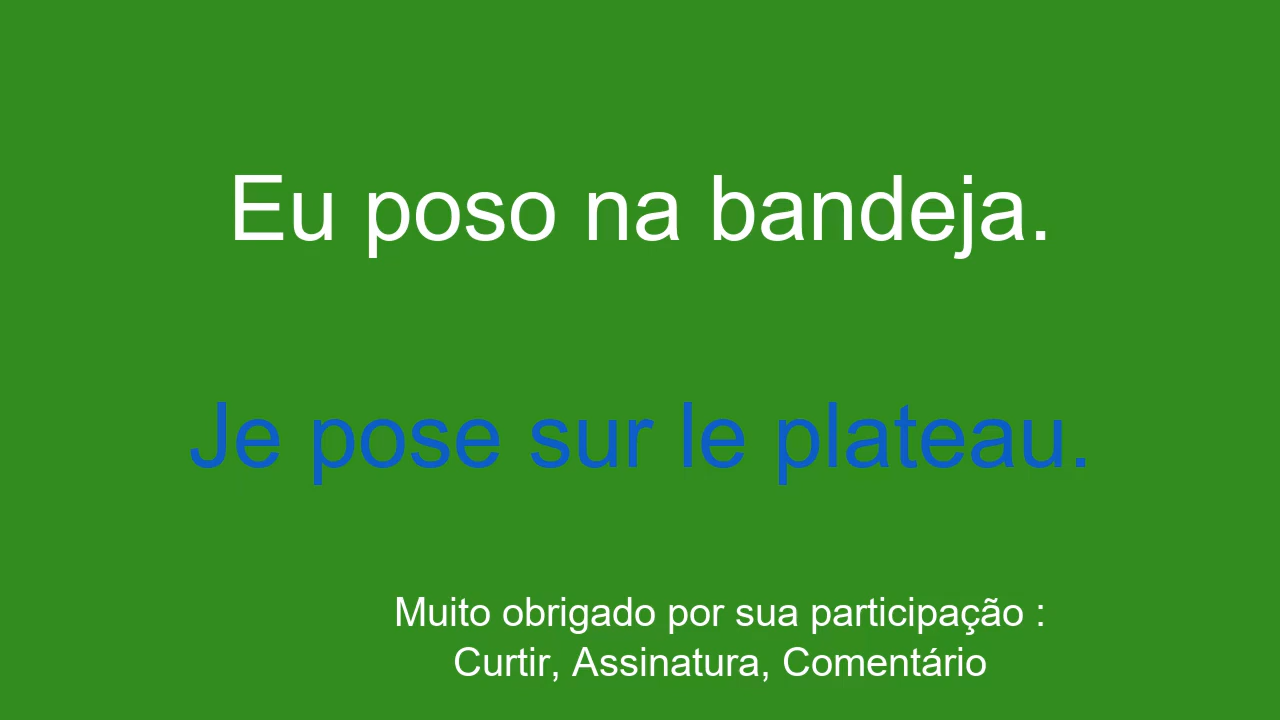 Eu poso na bandeja.
Je pose sur le plateau.
Muito obrigado por sua participação :
Curtir, Assinatura, Comentário